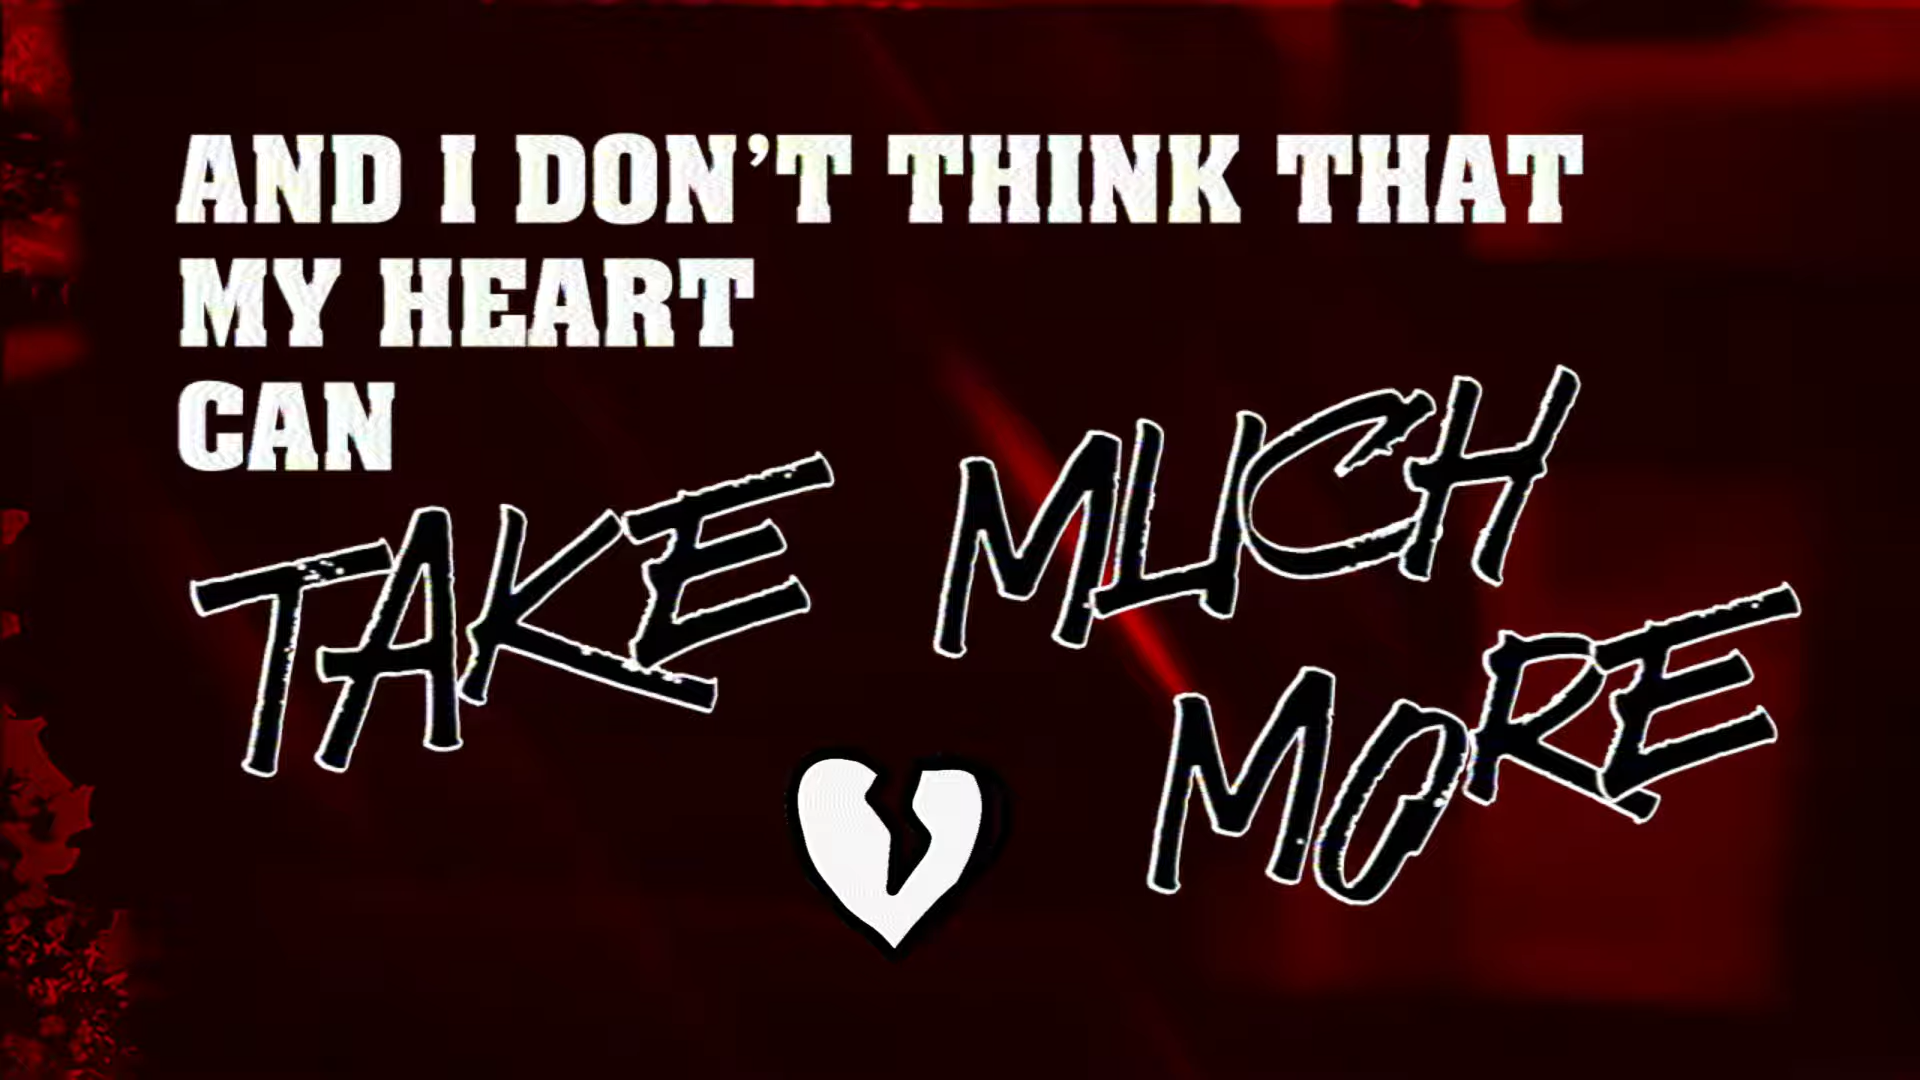 AND I DON'T THINK THAT
MY HEART
CAN
TAKE MUCH
MORE